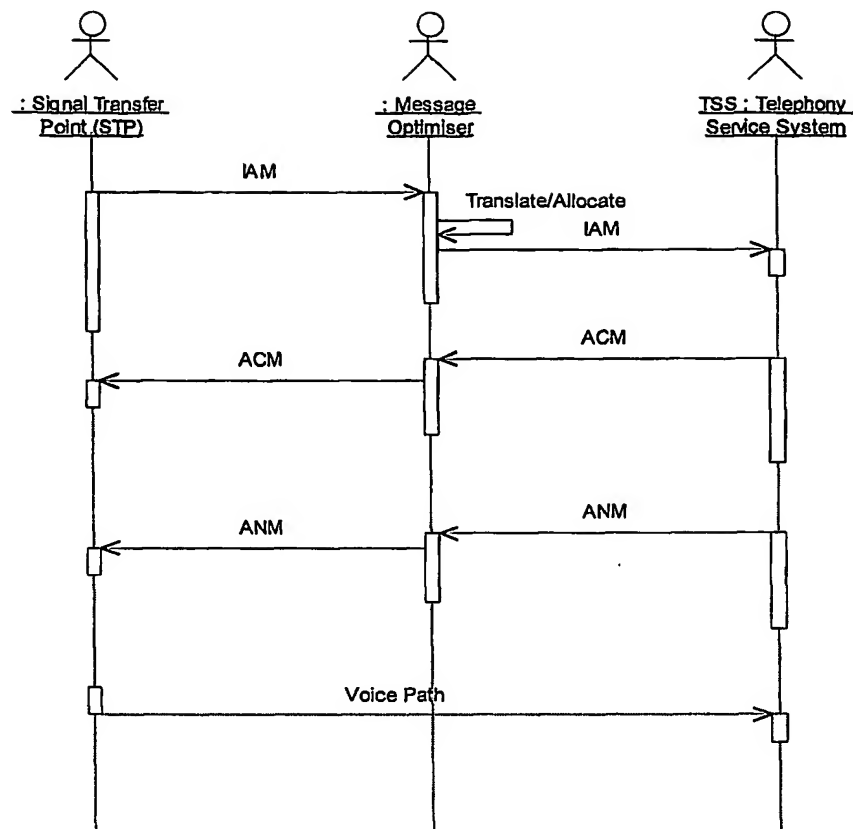 : Signal Transfer
Point (STP)
: Message
Optimiser
TSS : Telephony
Service System
IAM
Translate/Allocate
IAM
ACM
ACM
ANM
ANM
Voice Path